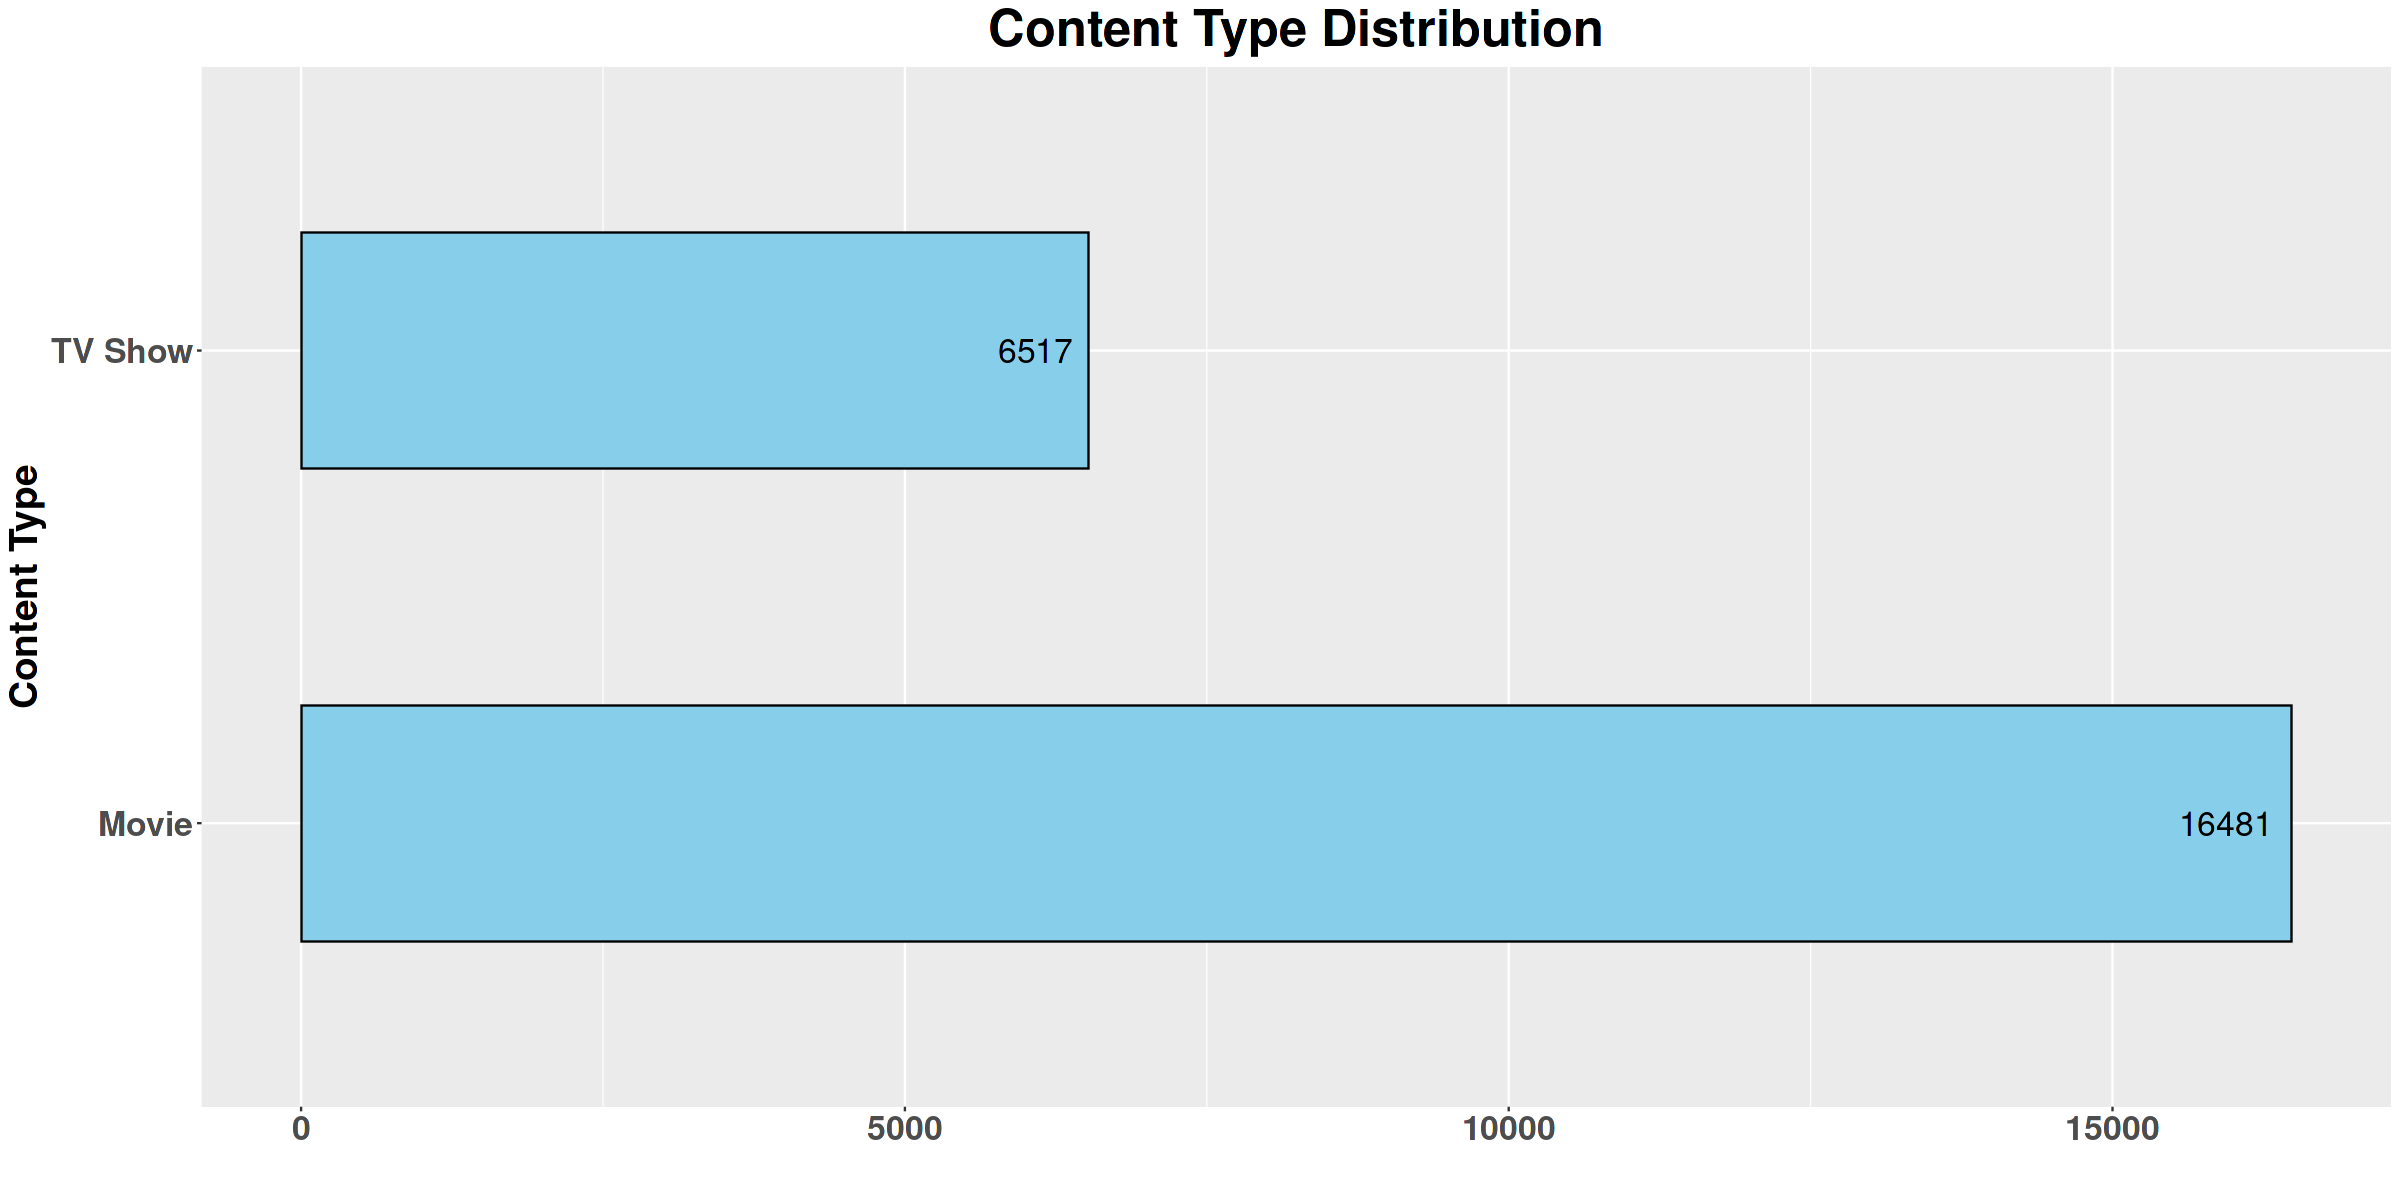 Content Type Distribution
Content Type
TV Show
6517
Movie
16481
0 5000 10000 15000